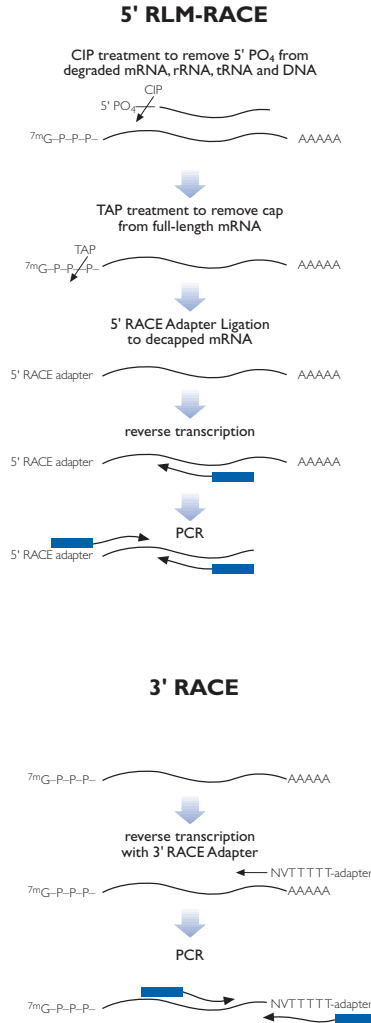 5' RLM-RACE
CIP treatment to remove 5' PO4 from
degraded mRNA, rRNA, tRNA and DNA
CIP
5' PO4
7mG–P–P–P–
AAAAA
TAP treatment to remove cap
from full-length mRNA
TAP
7mG–P–P–P–
AAAAA
5' RACE Adapter Ligation
to decapped mRNA
5' RACE adapter
AAAAA
reverse transcription
5' RACE adapter
AAAAA
PCR
5' RACE adapter
3' RACE
7mG–P–P–P–
AAAAA
reverse transcription
with 3' RACE Adapter
NVTTTTT-adapter
7mG–P–P–P–
AAAAA
PCR
7mG–P–P–P–
NVTTTTT-adapter